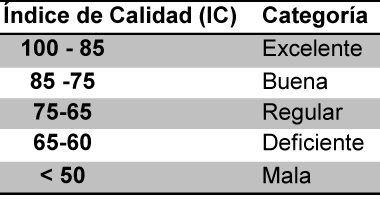 Índice de Calidad (IC) Categoría
100 - 85 Excelente
85 -75 Buena
75-65 Regular
65-60 Deficiente
< 50 Mala